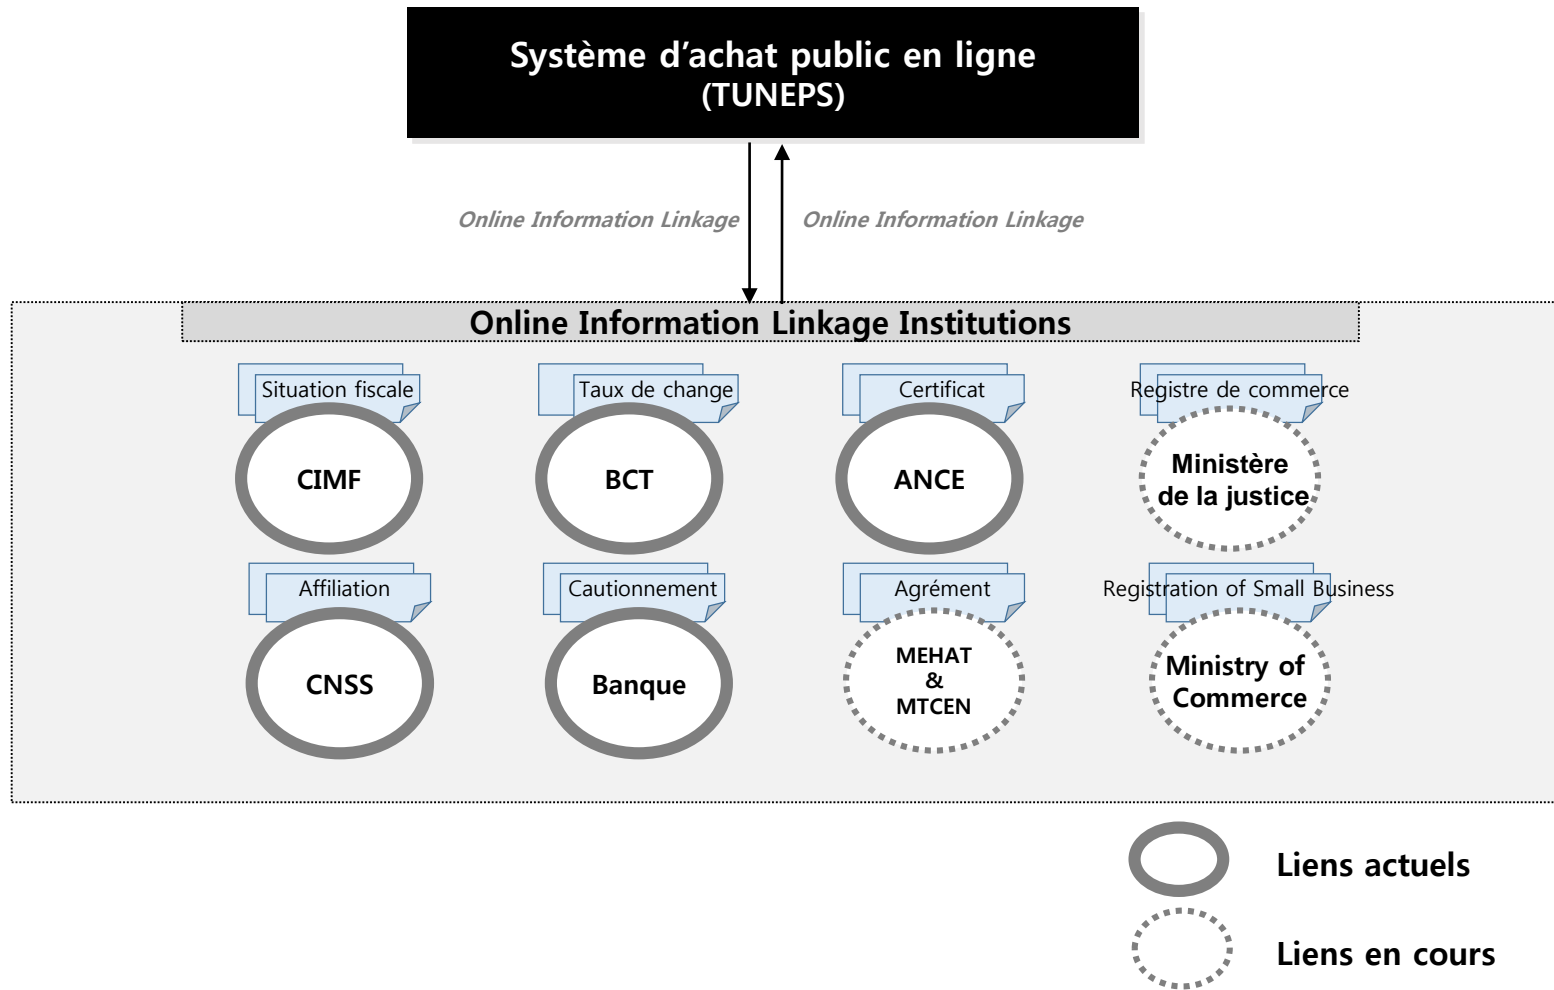 Système d’achat public en ligne
(TUNEPS)
Online Information Linkage
Online Information Linkage
Online Information Linkage Institutions
Situation fiscale
CIMF
Taux de change
BCT
Certificat
ANCE
Registre de commerce
Ministère
de la justice
Affiliation
CNSS
Cautionnement
Banque
Agrément
MEHAT
&
MTCEN
Registration of Small Business
Ministry of
Commerce
Liens actuels
Liens en cours